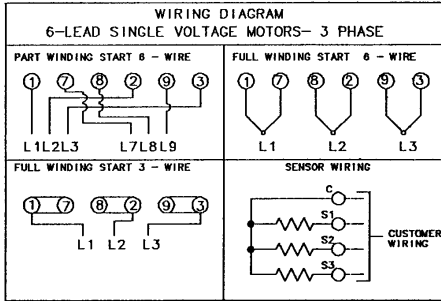 WIRING DIAGRAM
6-LEAD SINGLE VOLTAGE MOTORS- 3 PHASE
PART WINDING START 6 - WIRE
1 7 8 2 9 3
L1 L2 L3 L7 L8 L9
FULL WINDING START 6 - WIRE
1 7 8 2 9 3
L1 L2 L3
FULL WINDING START 3 - WIRE
1 7 8 2 9 3
L1 L2 L3
SENSOR WIRING
C
S1
S2
S3
CUSTOMER
WIRING